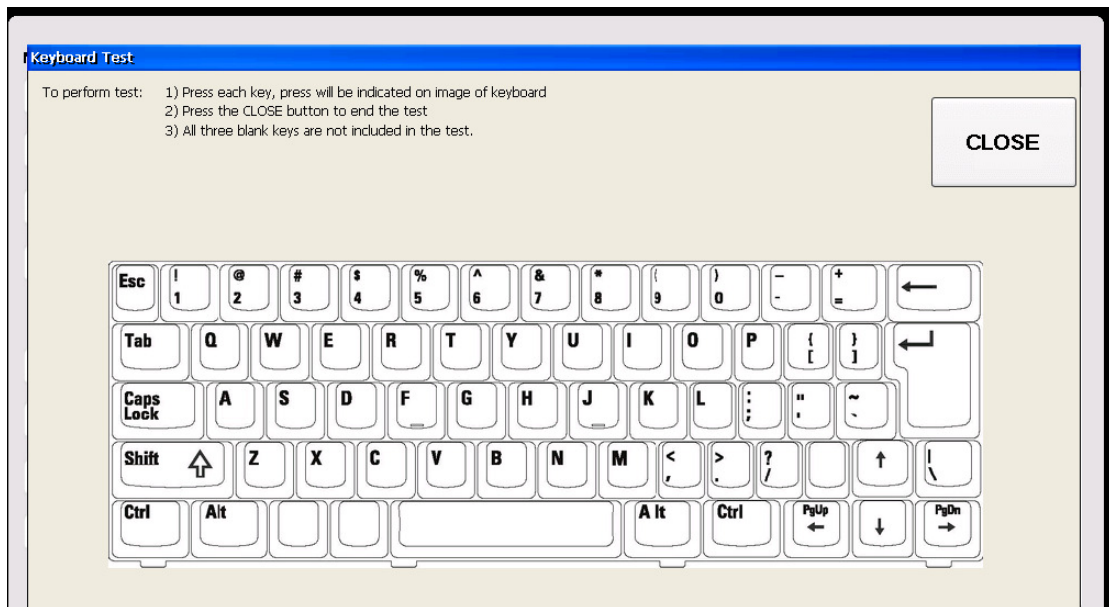 Keyboard Test
To perform test: 1) Press each key, press will be indicated on image of keyboard
2) Press the CLOSE button to end the test
3) All three blank keys are not included in the test.
CLOSE
Esc ! 1 @ 2 # 3 $ 4 % 5 ^ 6 & 7 * 8 ( 9 ) 0 – - + = ←
Tab Q W E R T Y U I O P { [ } ] ↵
Caps Lock A S D F _ G H J _ K L : ; " ' ~ `
Shift ⇧ Z X C V B N M < , > . ? / ↑ | \
Ctrl Alt A lt Ctrl PgUp ← ↓ PgDn →